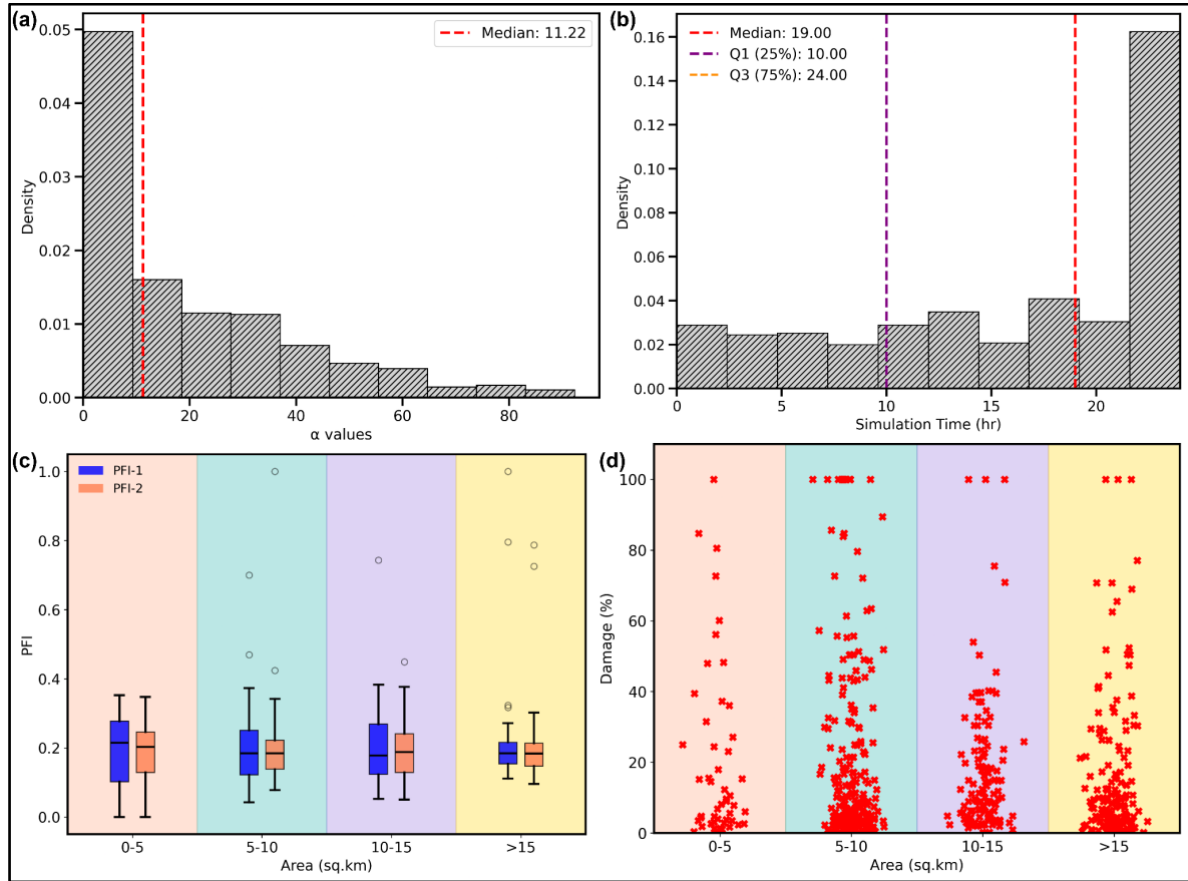 (a)
Median: 11.22
0.05
0.04
0.03
0.02
0.01
0.00
Density
0
20
40
60
80
α values
(b)
Median: 19.00
Q1 (25%): 10.00
Q3 (75%): 24.00
0.16
0.14
0.12
0.10
0.08
0.06
0.04
0.02
0.00
Density
0
5
10
15
20
Simulation Time (hr)
(c)
PFI-1
PFI-2
1.0
0.8
0.6
0.4
0.2
0.0
PFI
0-5
5-10
10-15
>15
Area (sq.km)
(d)
100
80
60
40
20
0
Damage (%)
0-5
5-10
10-15
>15
Area (sq.km)